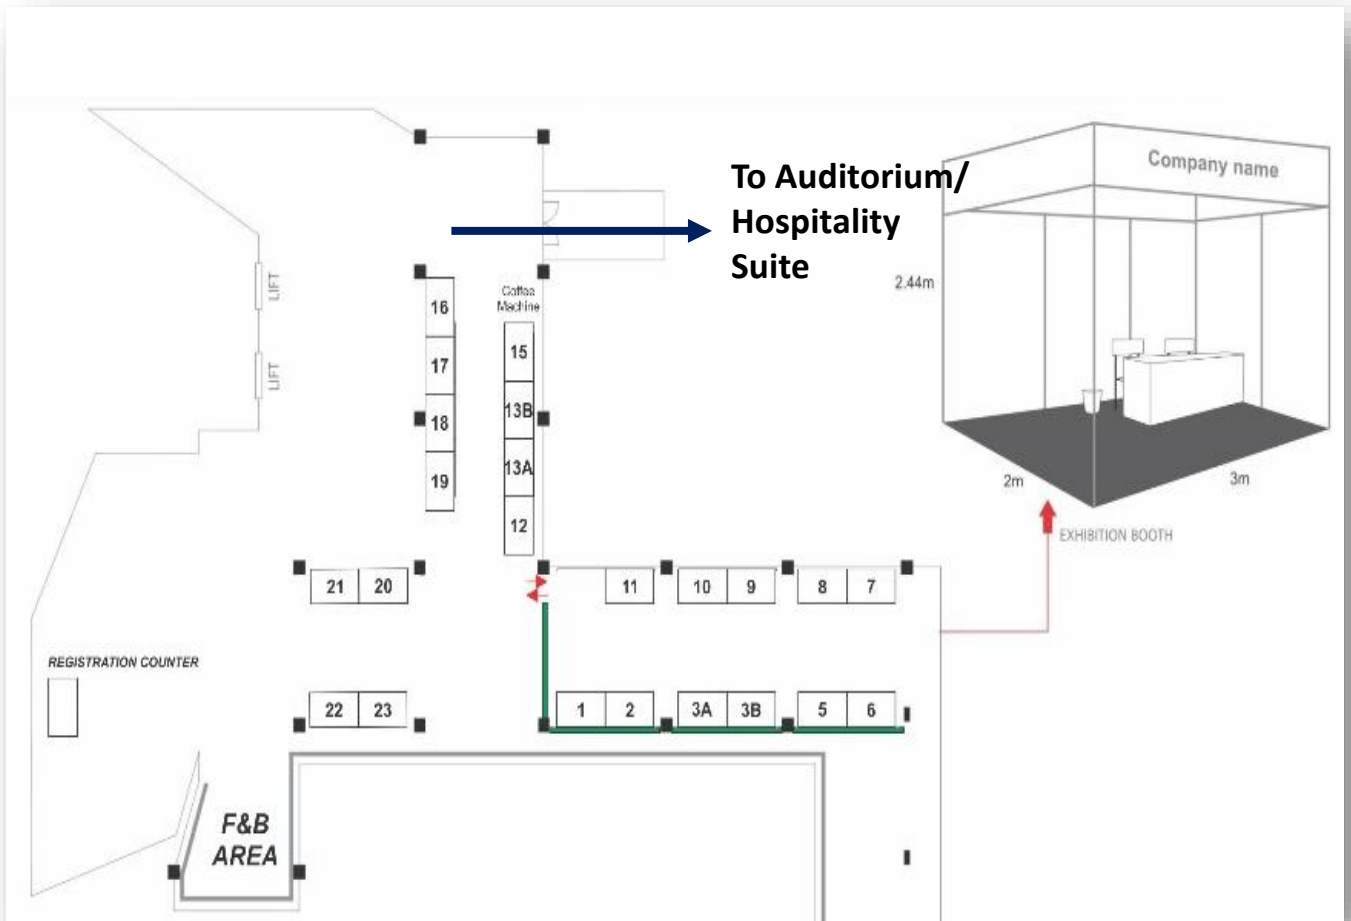 To Auditorium/
Hospitality
Suite
Company name
2.44m
2m
3m
EXHIBITION BOOTH
LIFT
LIFT
Coffee
Machine
16
17
18
19
15
13B
13A
12
21 20
11
10 9
8 7
REGISTRATION COUNTER
22 23
1 2
3A 3B
5 6
F&B
AREA